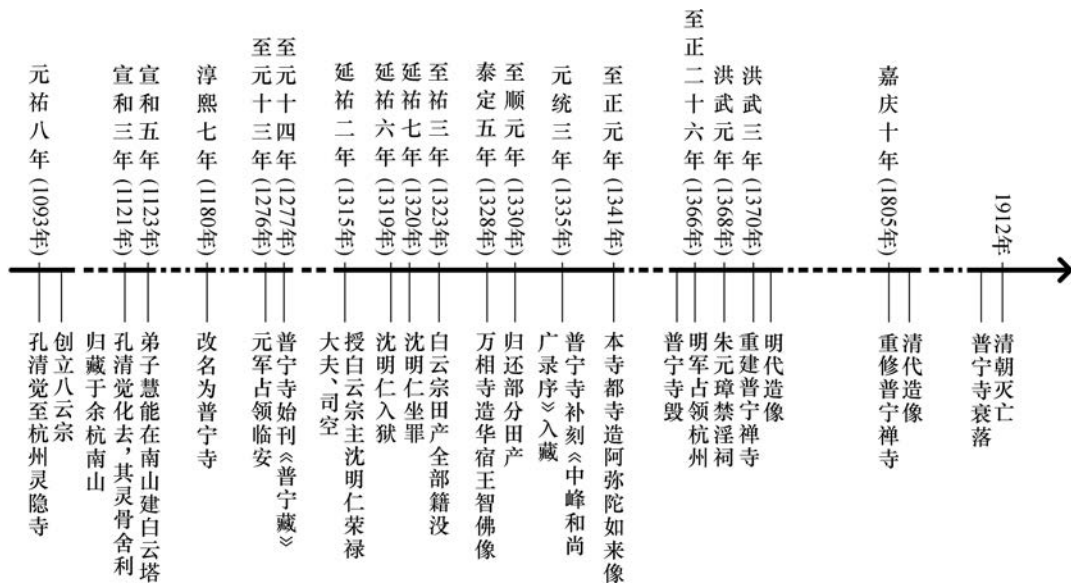 元祐八年(1093年)
宣和三年(1121年)
宣和五年(1123年)
淳熙七年(1180年)
至元十三年(1276年)
至元十四年(1277年)
延祐二年(1315年)
延祐六年(1319年)
延祐七年(1320年)
至祐三年(1323年)
泰定五年(1328年)
至顺元年(1330年)
元统三年(1335年)
至正元年(1341年)
至正二十六年(1366年)
洪武元年(1368年)
洪武三年(1370年)
嘉庆十年(1805年)
1912年
孔清觉至杭州灵隐寺
创立八云宗
孔清觉化去，其灵骨舍利
归藏于余杭南山
弟子慧能在南山建白云塔
改名为普宁寺
元军占领临安
普宁寺始刊《普宁藏》
授白云宗主沈明仁荣禄
大夫、司空
沈明仁入狱
沈明仁坐罪
白云宗田产全部籍没
万相寺造华宿王智佛像
归还部分田产
普宁寺补刻《中峰和尚
广录序》入藏
本寺都寺造阿弥陀如来像
普宁寺毁
明军占领杭州
朱元璋禁淫祠
重建普宁禅寺
明代造像
重修普宁禅寺
清代造像
普宁寺衰落
清朝灭亡